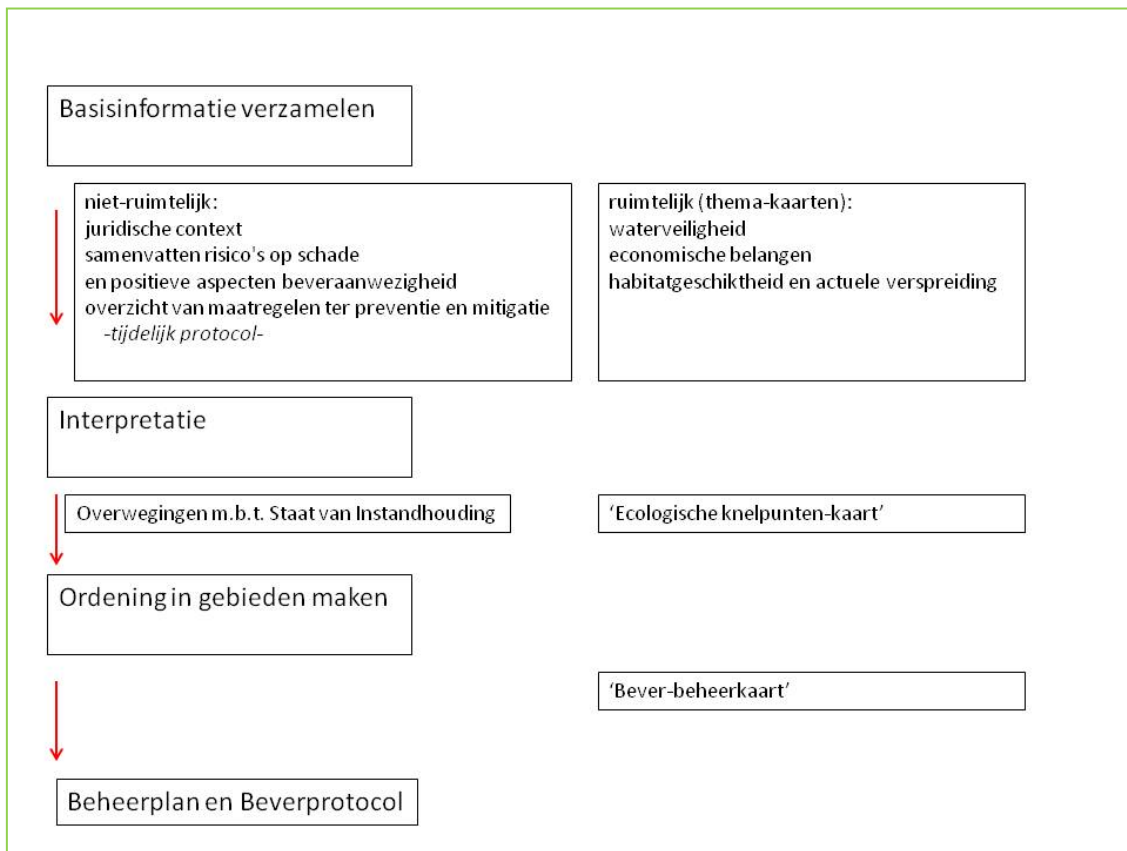 Basisinformatie verzamelen
niet-ruimtelijk:
juridische context
samenvatten risico's op schade
en positieve aspecten beveraanwezigheid
overzicht van maatregelen ter preventie en mitigatie
-tijdelijk protocol-
ruimtelijk (thema-kaarten):
waterveiligheid
economische belangen
habitatgeschiktheid en actuele verspreiding
Interpretatie
Overwegingen m.b.t. Staat van Instandhouding
‘Ecologische knelpunten-kaart’
Ordening in gebieden maken
‘Bever-beheerkaart’
Beheerplan en Beverprotocol